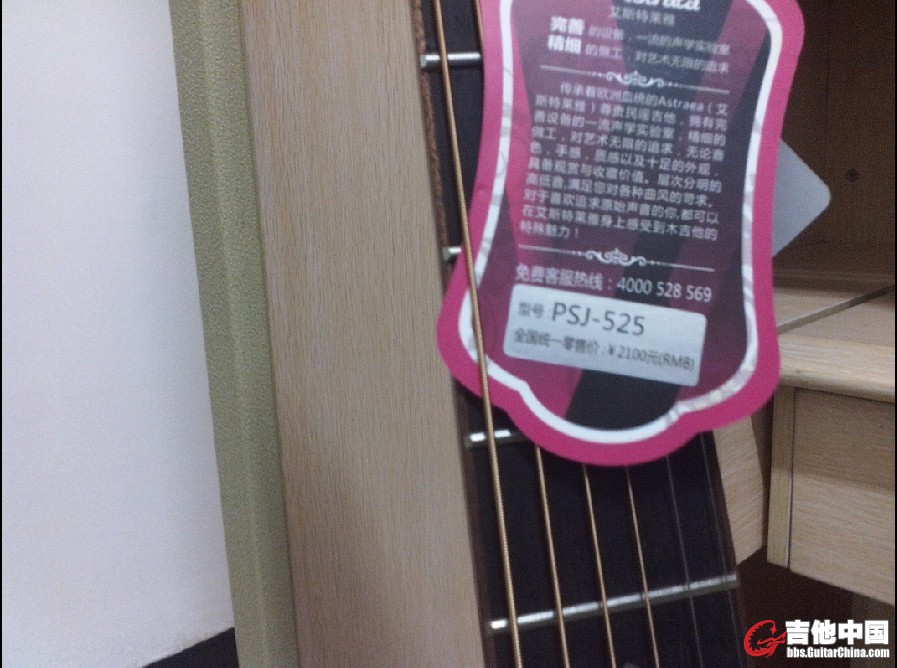 艾斯特莱雅
完善 的设备，一流的声学实验室
精细 的做工，对艺术无限的追求
传承着欧洲血统的Astraea（艾
斯特莱雅）尊贵民谣吉他，拥有完
善设备的一流声学实验室，精细的
做工，对艺术无限的追求，无论音
色，手感，质感以及十足的外观，
具备观赏与收藏价值。层次分明的
高低音,满足您对各种曲风的苛求。
对于喜欢追求原始声音的你,都可以
在艾斯特莱雅身上感受到木吉他的
特殊魅力！
免费客服热线：4000 528 569
型号：PSJ-525
全国统一零售价：￥2100元(RMB)
吉他中国
bbs.GuitarChina.com